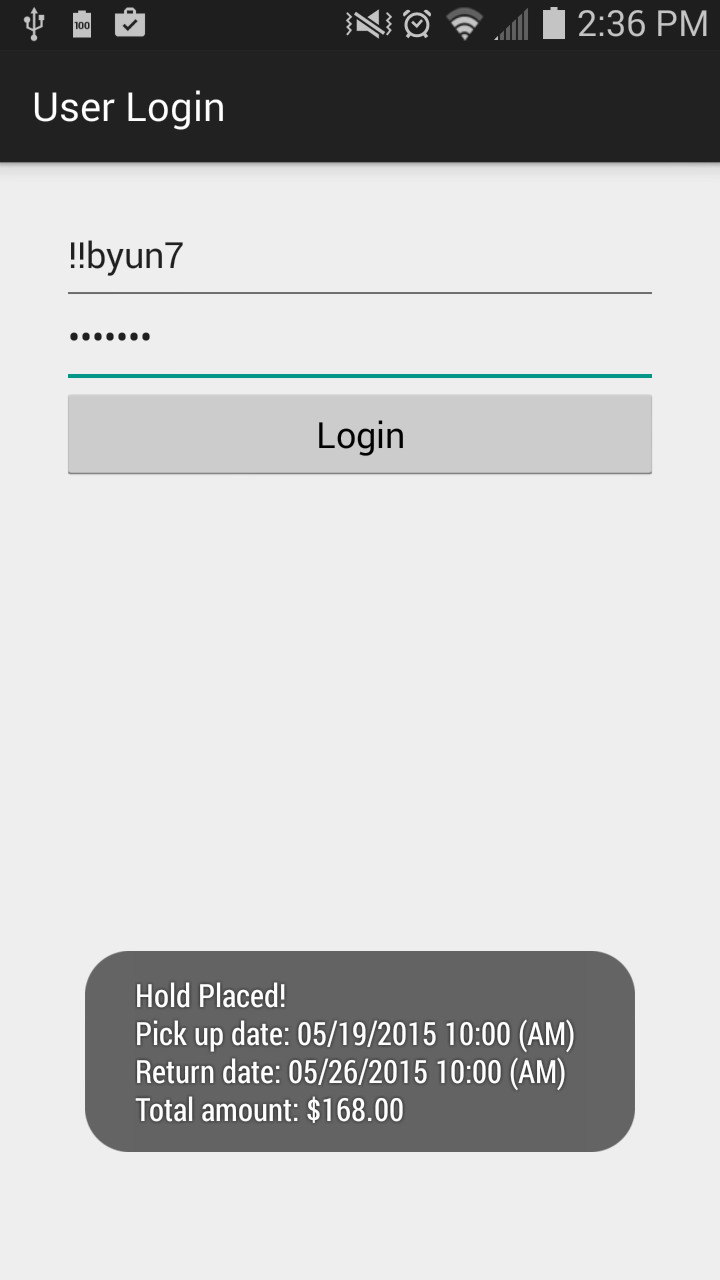 100
2:36 PM
User Login
!!byun7
•••••••
Login
Hold Placed!
Pick up date: 05/19/2015 10:00 (AM)
Return date: 05/26/2015 10:00 (AM)
Total amount: $168.00